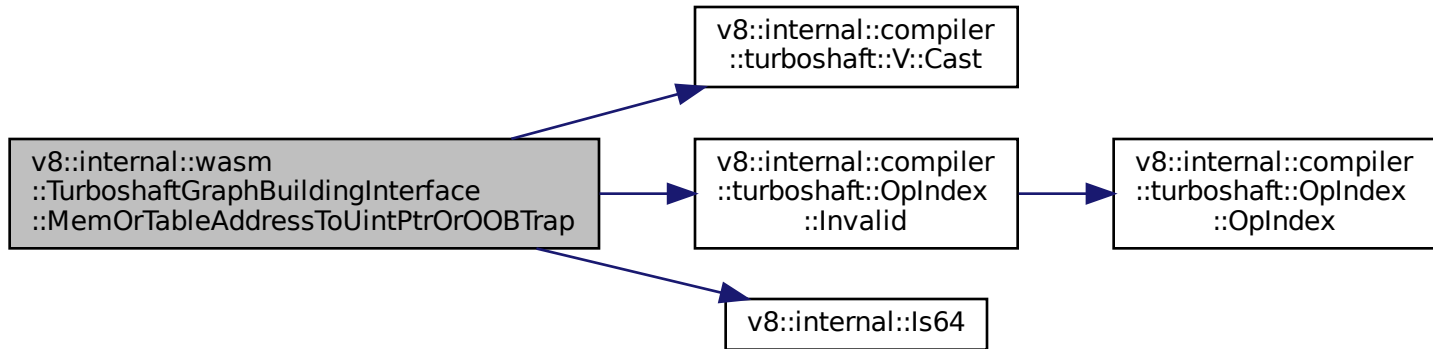 v8::internal::wasm
::TurboshaftGraphBuildingInterface
::MemOrTableAddressToUintPtrOrOOBTrap
v8::internal::compiler
::turboshaft::V::Cast
v8::internal::compiler
::turboshaft::OpIndex
::Invalid
v8::internal::compiler
::turboshaft::OpIndex
::OpIndex
v8::internal::Is64